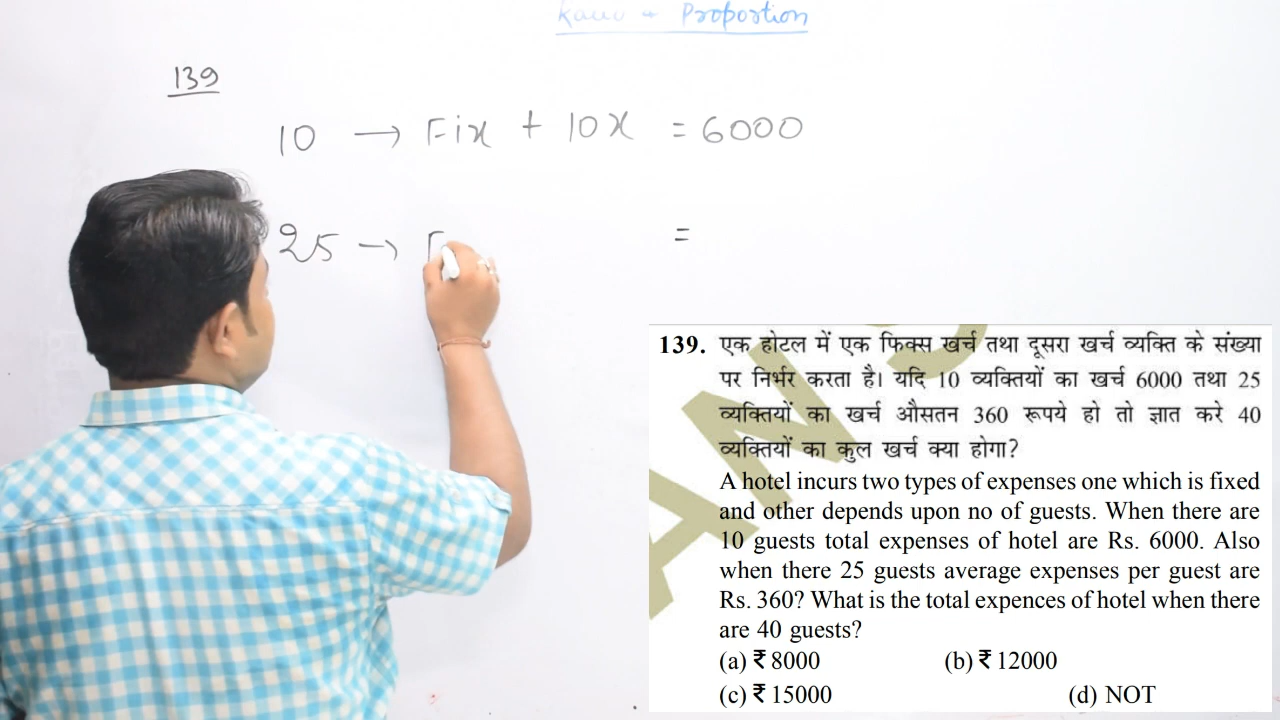 Proportion
139
10 → Fix + 10x = 6000
25 → F =
139. एक होटल में एक फिक्स खर्च तथा दूसरा खर्च व्यक्ति के संख्या
पर निर्भर करता है। यदि 10 व्यक्तियों का खर्च 6000 तथा 25
व्यक्तियों का खर्च औसतन 360 रूपये हो तो ज्ञात करे 40
व्यक्तियों का कुल खर्च क्या होगा?
A hotel incurs two types of expenses one which is fixed
and other depends upon no of guests. When there are
10 guests total expenses of hotel are Rs. 6000. Also
when there 25 guests average expenses per guest are
Rs. 360? What is the total expences of hotel when there
are 40 guests?
(a) ₹ 8000 (b) ₹ 12000
(c) ₹ 15000 (d) NOT